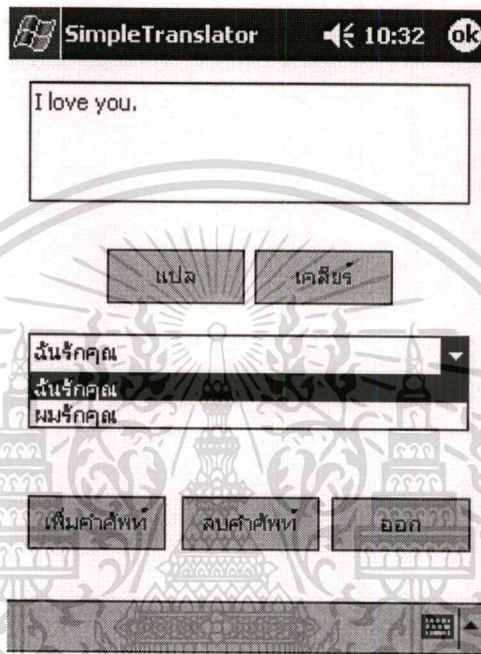 SimpleTranslator 10:32 ok
I love you.
แปล เคลียร์
ฉันรักคุณ
ฉันรักคุณ
ผมรักคุณ
เพิ่มคำศัพท์ ลบคำศัพท์ ออก